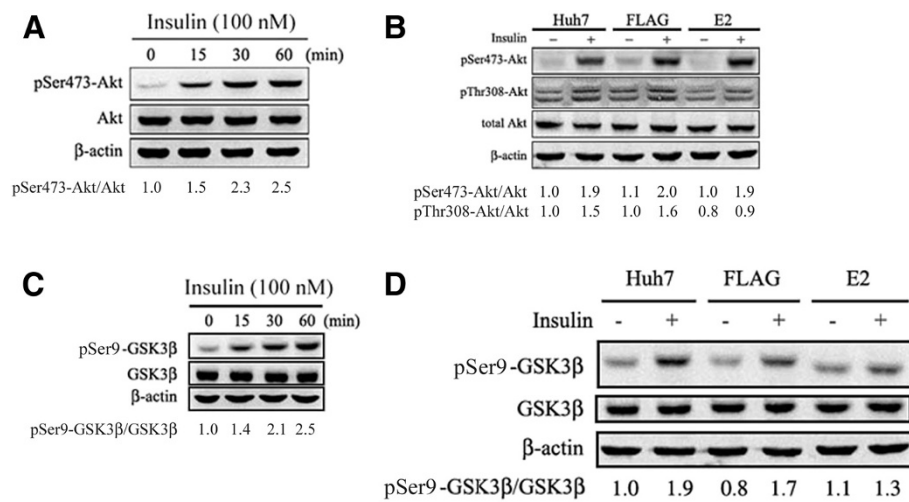 A
Insulin (100 nM)
0 15 30 60 (min)
pSer473-Akt
Akt
β-actin
pSer473-Akt/Akt 1.0 1.5 2.3 2.5
B
Huh7 FLAG E2
Insulin - + - + - +
pSer473-Akt
pThr308-Akt
total Akt
β-actin
pSer473-Akt/Akt 1.0 1.9 1.1 2.0 1.0 1.9
pThr308-Akt/Akt 1.0 1.5 1.0 1.6 0.8 0.9
C
Insulin (100 nM)
0 15 30 60 (min)
pSer9-GSK3β
GSK3β
β-actin
pSer9-GSK3β/GSK3β 1.0 1.4 2.1 2.5
D
Huh7 FLAG E2
Insulin - + - + - +
pSer9-GSK3β
GSK3β
β-actin
pSer9-GSK3β/GSK3β 1.0 1.9 0.8 1.7 1.1 1.3